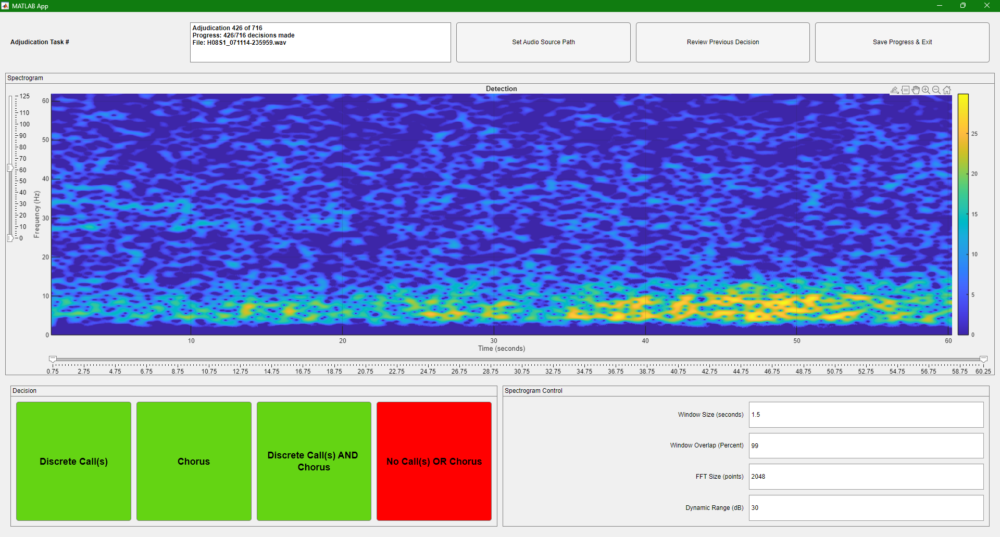 MATLAB App
Adjudication Task #
Adjudication 426 of 716
Progress: 426/716 decisions made
File: H08S1_071114-235959.wav
Set Audio Source Path
Review Previous Decision
Save Progress & Exit
Spectrogram
Detection
125
110
100
90
80
70
60
50
40
30
20
10
0
Frequency (Hz)
60
50
40
30
20
10
0
10 20 30 40 50 60
Time (seconds)
25
20
15
10
5
0
0.75 2.75 4.75 6.75 8.75 10.75 12.75 14.75 16.75 18.75 20.75 22.75 24.75 26.75 28.75 30.75 32.75 34.75 36.75 38.75 40.75 42.75 44.75 46.75 48.75 50.75 52.75 54.75 56.75 58.75 60.25
Decision
Discrete Call(s)
Chorus
Discrete Call(s) AND
Chorus
No Call(s) OR Chorus
Spectrogram Control
Window Size (seconds) 1.5
Window Overlap (Percent) 99
FFT Size (points) 2048
Dynamic Range (dB) 30